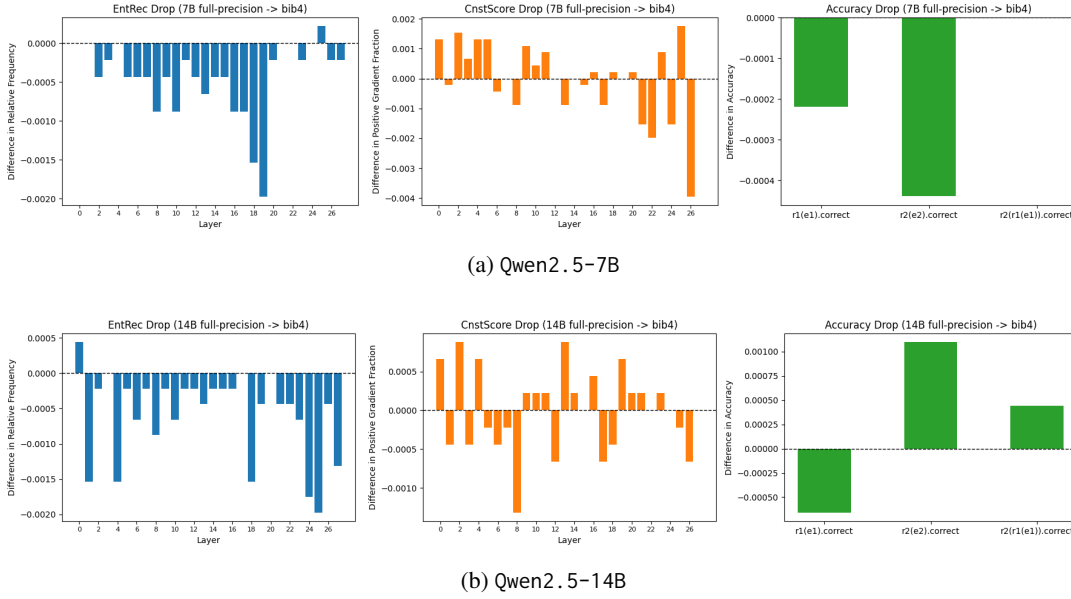 EntRec Drop (7B full-precision -> bib4)
Difference in Relative Frequency
0.0000
−0.0005
−0.0010
−0.0015
−0.0020
0 2 4 6 8 10 12 14 16 18 20 22 24 26
Layer
CnstScore Drop (7B full-precision -> bib4)
Difference in Positive Gradient Fraction
0.002
0.001
0.000
−0.001
−0.002
−0.003
−0.004
0 2 4 6 8 10 12 14 16 18 20 22 24 26
Layer
Accuracy Drop (7B full-precision -> bib4)
Difference in Accuracy
0.0000
−0.0001
−0.0002
−0.0003
−0.0004
r1(e1).correct r2(e2).correct r2(r1(e1)).correct
(a) Qwen2.5-7B
EntRec Drop (14B full-precision -> bib4)
Difference in Relative Frequency
0.0005
0.0000
−0.0005
−0.0010
−0.0015
−0.0020
0 2 4 6 8 10 12 14 16 18 20 22 24 26
Layer
CnstScore Drop (14B full-precision -> bib4)
Difference in Positive Gradient Fraction
0.0005
0.0000
−0.0005
−0.0010
0 2 4 6 8 10 12 14 16 18 20 22 24 26
Layer
Accuracy Drop (14B full-precision -> bib4)
Difference in Accuracy
0.00100
0.00075
0.00050
0.00025
0.00000
−0.00025
−0.00050
r1(e1).correct r2(e2).correct r2(r1(e1)).correct
(b) Qwen2.5-14B